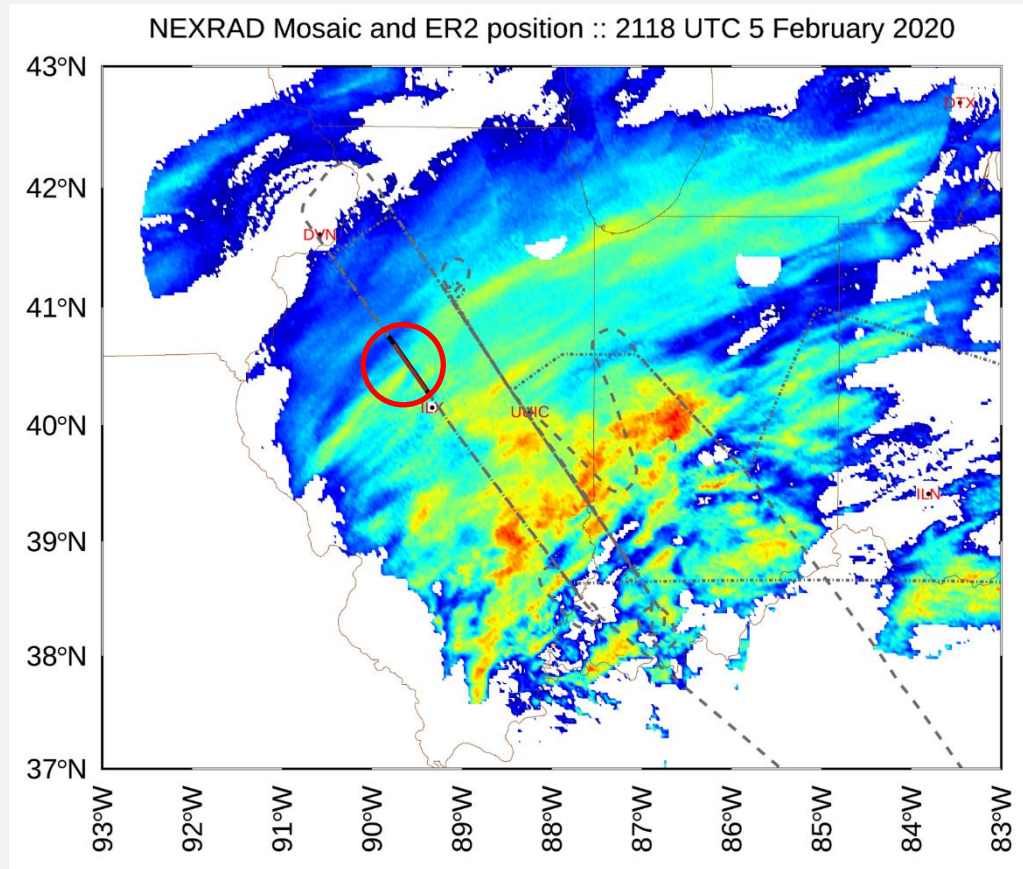 NEXRAD Mosaic and ER2 position :: 2118 UTC 5 February 2020
43°N
DTX
42°N
DVN
41°N
ILX
UUIC
40°N
ILN
39°N
38°N
37°N
93°W 92°W 91°W 90°W 89°W 88°W 87°W 86°W 85°W 84°W 83°W